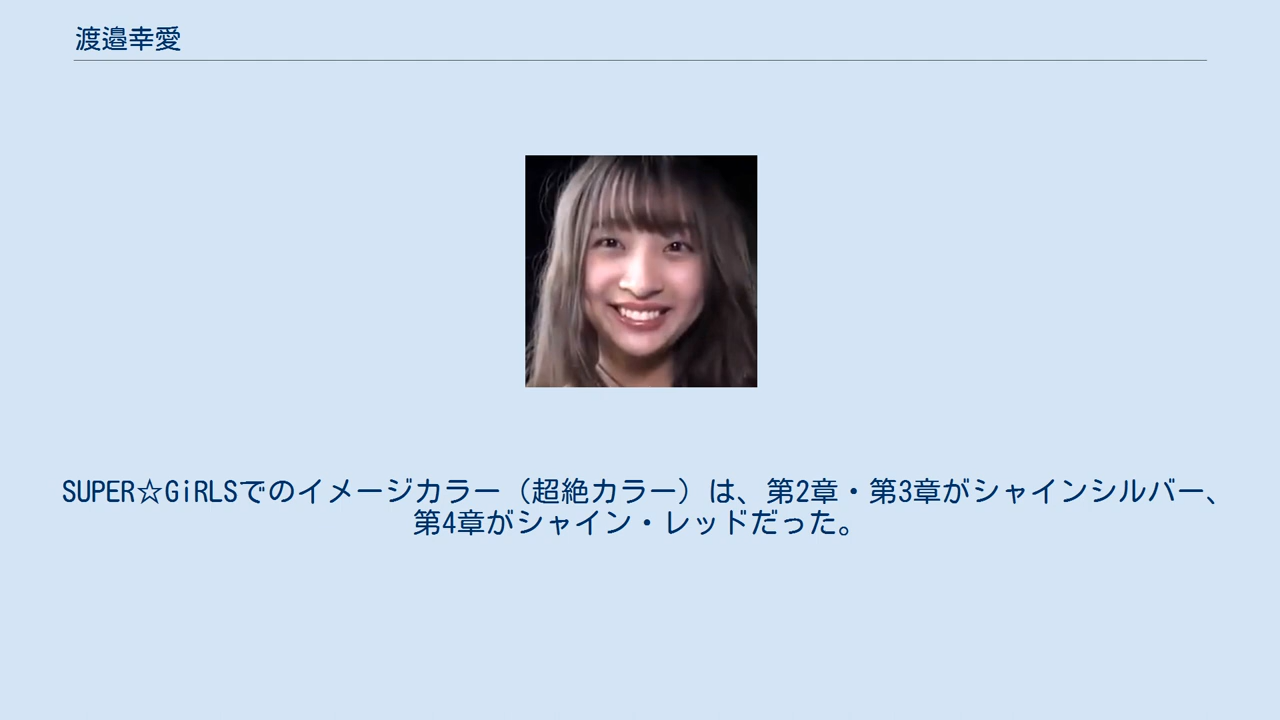 渡邉幸愛
SUPER☆GiRLSでのイメージカラー（超絶カラー）は、第2章・第3章がシャインシルバー、
第4章がシャイン・レッドだった。